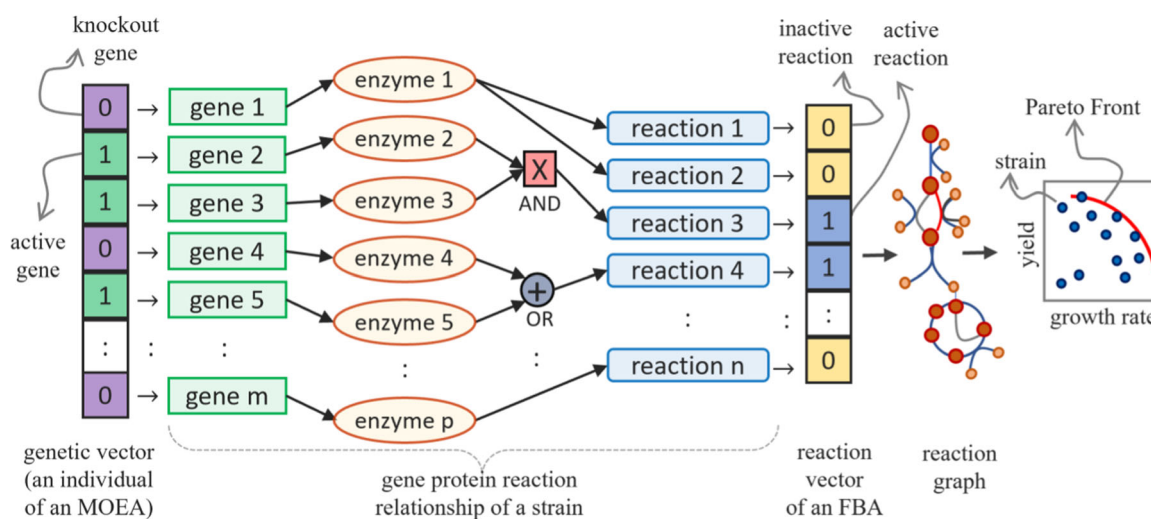 knockout
gene
inactive
reaction
active
reaction
0
gene 1
enzyme 1
reaction 1
0
Pareto Front
1
gene 2
enzyme 2
X
AND
reaction 2
0
strain
1
gene 3
enzyme 3
reaction 3
1
yield
active
gene
0
gene 4
enzyme 4
+
OR
reaction 4
1
1
gene 5
enzyme 5
growth rate
:
:
:
:
:
:
:
0
gene m
enzyme p
reaction n
0
genetic vector
(an individual
of an MOEA)
gene protein reaction
relationship of a strain
reaction
vector
of an FBA
reaction
graph